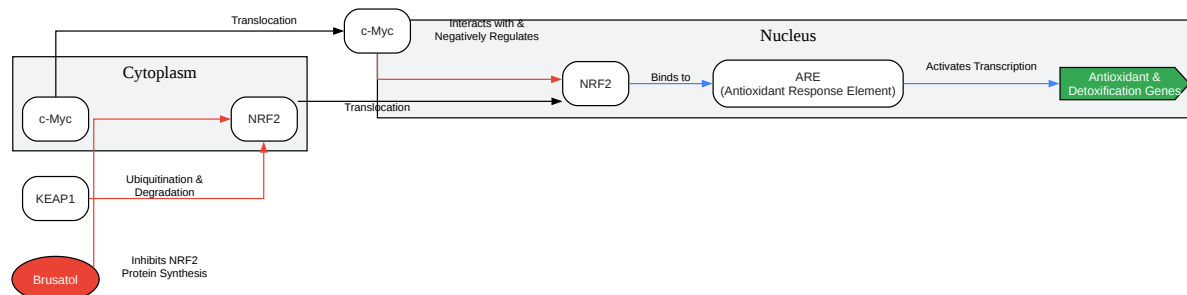 Translocation
c-Myc
Interacts with &
Negatively Regulates
Nucleus
Cytoplasm
Activates Transcription
NRF2
Binds to
ARE
(Antioxidant Response Element)
Antioxidant &
Detoxification Genes
Translocation
c-Myc
NRF2
Ubiquitination &
Degradation
KEAP1
Inhibits NRF2
Protein Synthesis
Brusatol